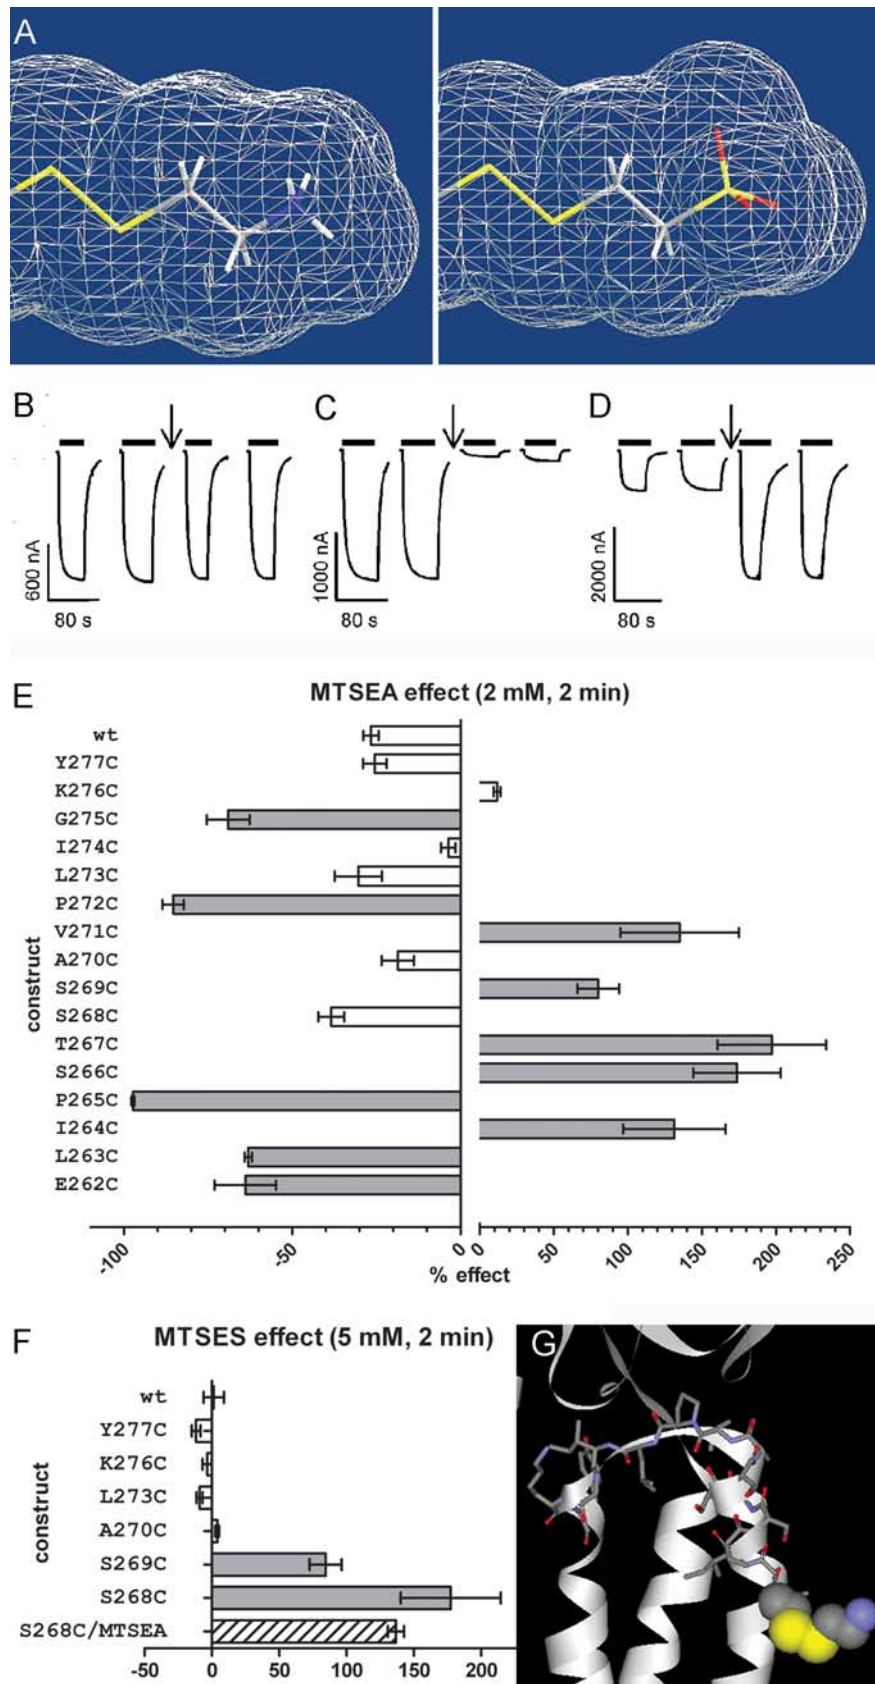 A
B
C
D
600 nA
80 s
1000 nA
80 s
2000 nA
80 s
E
MTSEA effect (2 mM, 2 min)
construct
wt
Y277C
K276C
G275C
I274C
L273C
P272C
V271C
A270C
S269C
S268C
T267C
S266C
P265C
I264C
L263C
E262C
-100 -50 0 0 50 100 150 200 250
% effect
F
MTSES effect (5 mM, 2 min)
construct
wt
Y277C
K276C
L273C
A270C
S269C
S268C
S268C/MTSEA
-50 0 50 100 150 200
G